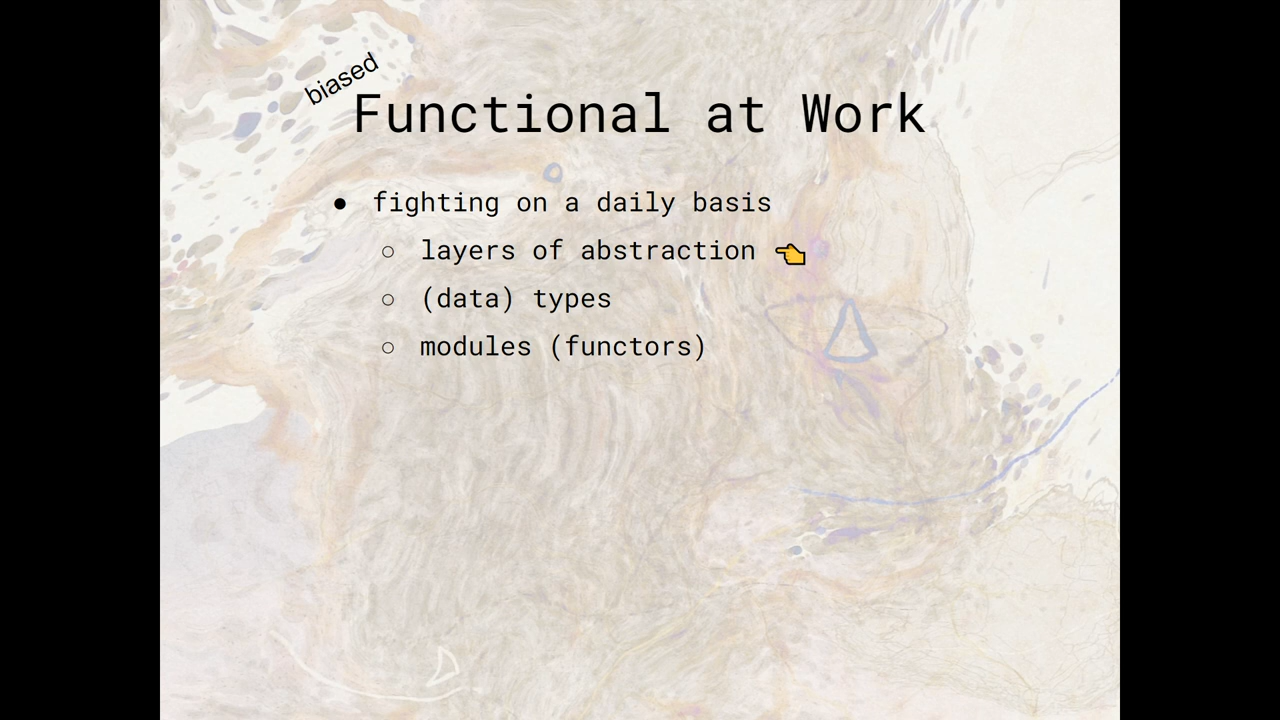 biased
Functional at Work
● fighting on a daily basis
○ layers of abstraction 👈
○ (data) types
○ modules (functors)